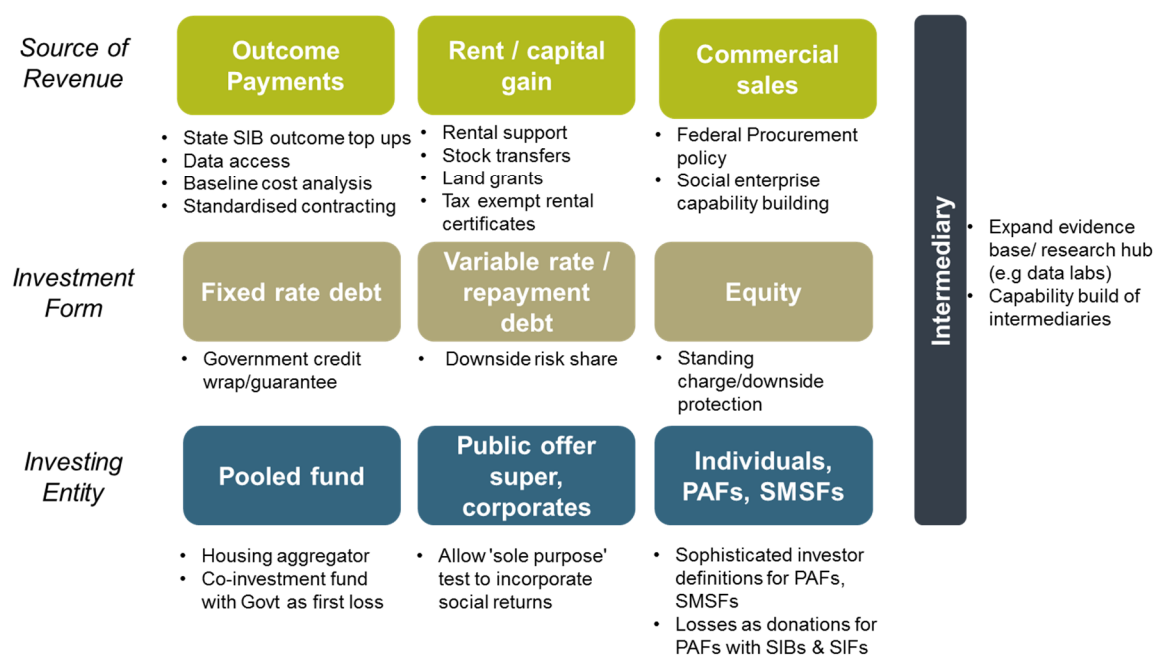 Source of
Revenue
Outcome
Payments
Rent / capital
gain
Commercial
sales
• State SIB outcome top ups
• Data access
• Baseline cost analysis
• Standardised contracting
• Rental support
• Stock transfers
• Land grants
• Tax exempt rental
certificates
• Federal Procurement
policy
• Social enterprise
capability building
Investment
Form
Fixed rate debt
Variable rate /
repayment
debt
Equity
• Government credit
wrap/guarantee
• Downside risk share
• Standing
charge/downside
protection
Investing
Entity
Pooled fund
Public offer
super,
corporates
Individuals,
PAFs, SMSFs
• Housing aggregator
• Co-investment fund
with Govt as first loss
• Allow 'sole purpose'
test to incorporate
social returns
• Sophisticated investor
definitions for PAFs,
SMSFs
• Losses as donations for
PAFs with SIBs & SIFs
Intermediary
• Expand evidence
base/ research hub
(e.g data labs)
• Capability build of
intermediaries